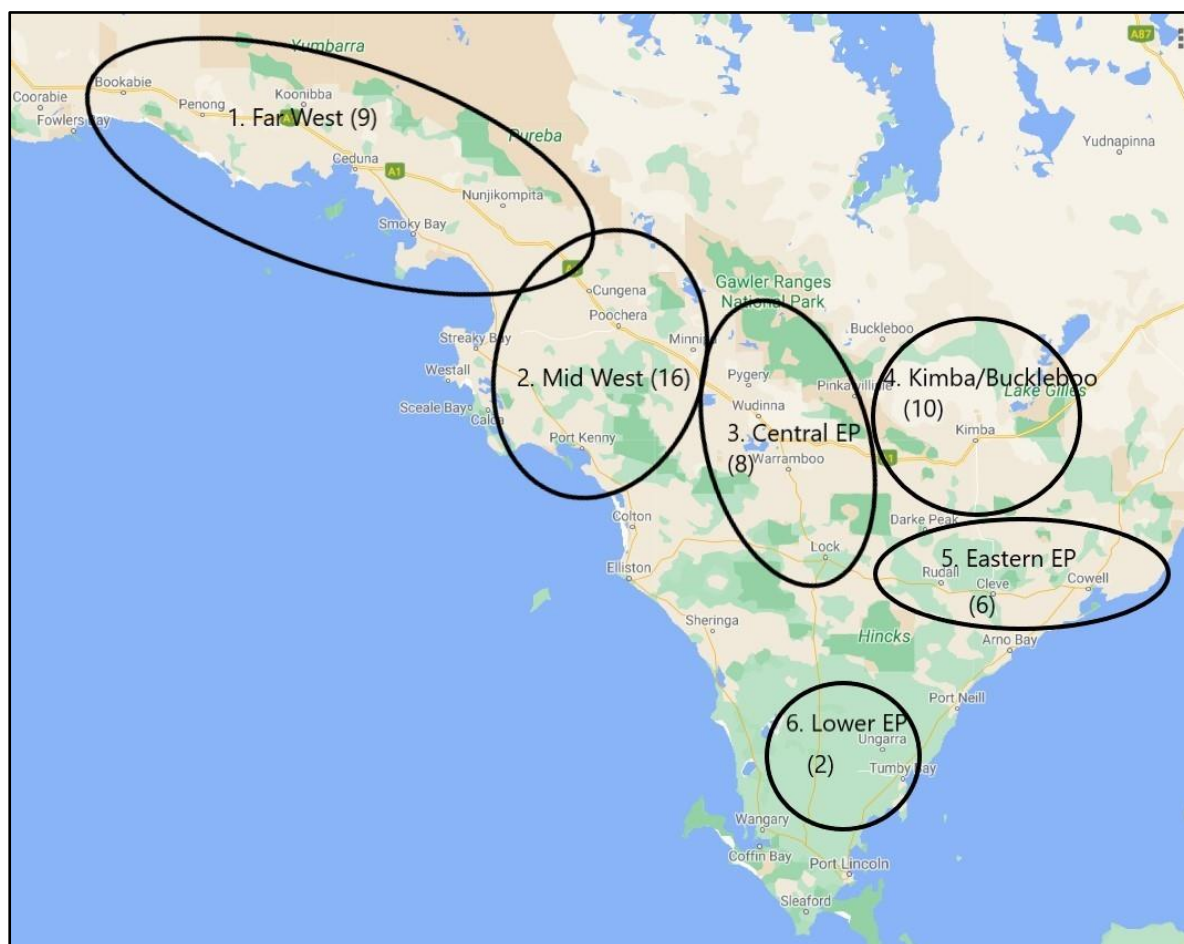 Yumbarra
A87
Bookabie
Coorabie
Penong
Koonibba
Fowlers Bay
1. Far West (9)
Pureba
Yudnapinna
Ceduna
A1
Nunjikompita
Smoky Bay
Cungena
Gawler Ranges
National Park
Poochera
Buckleboo
Streaky Bay
Minnipa
Westall
2. Mid West (16)
Pygery
Pinkawillinie
4. Kimba/Buckleboo
(10)
Lake Gilles
Sceale Bay
Calca
Wudinna
3. Central EP
(8)
Port Kenny
Kimba
Warramboo
Colton
Darke Peak
Lock
5. Eastern EP
Elliston
Rudall
Cleve
Cowell
(6)
Sheringa
Hincks
Arno Bay
Port Neill
6. Lower EP
Ungarra
(2)
Tumby Bay
Wangary
Coffin Bay
Port Lincoln
Sleaford